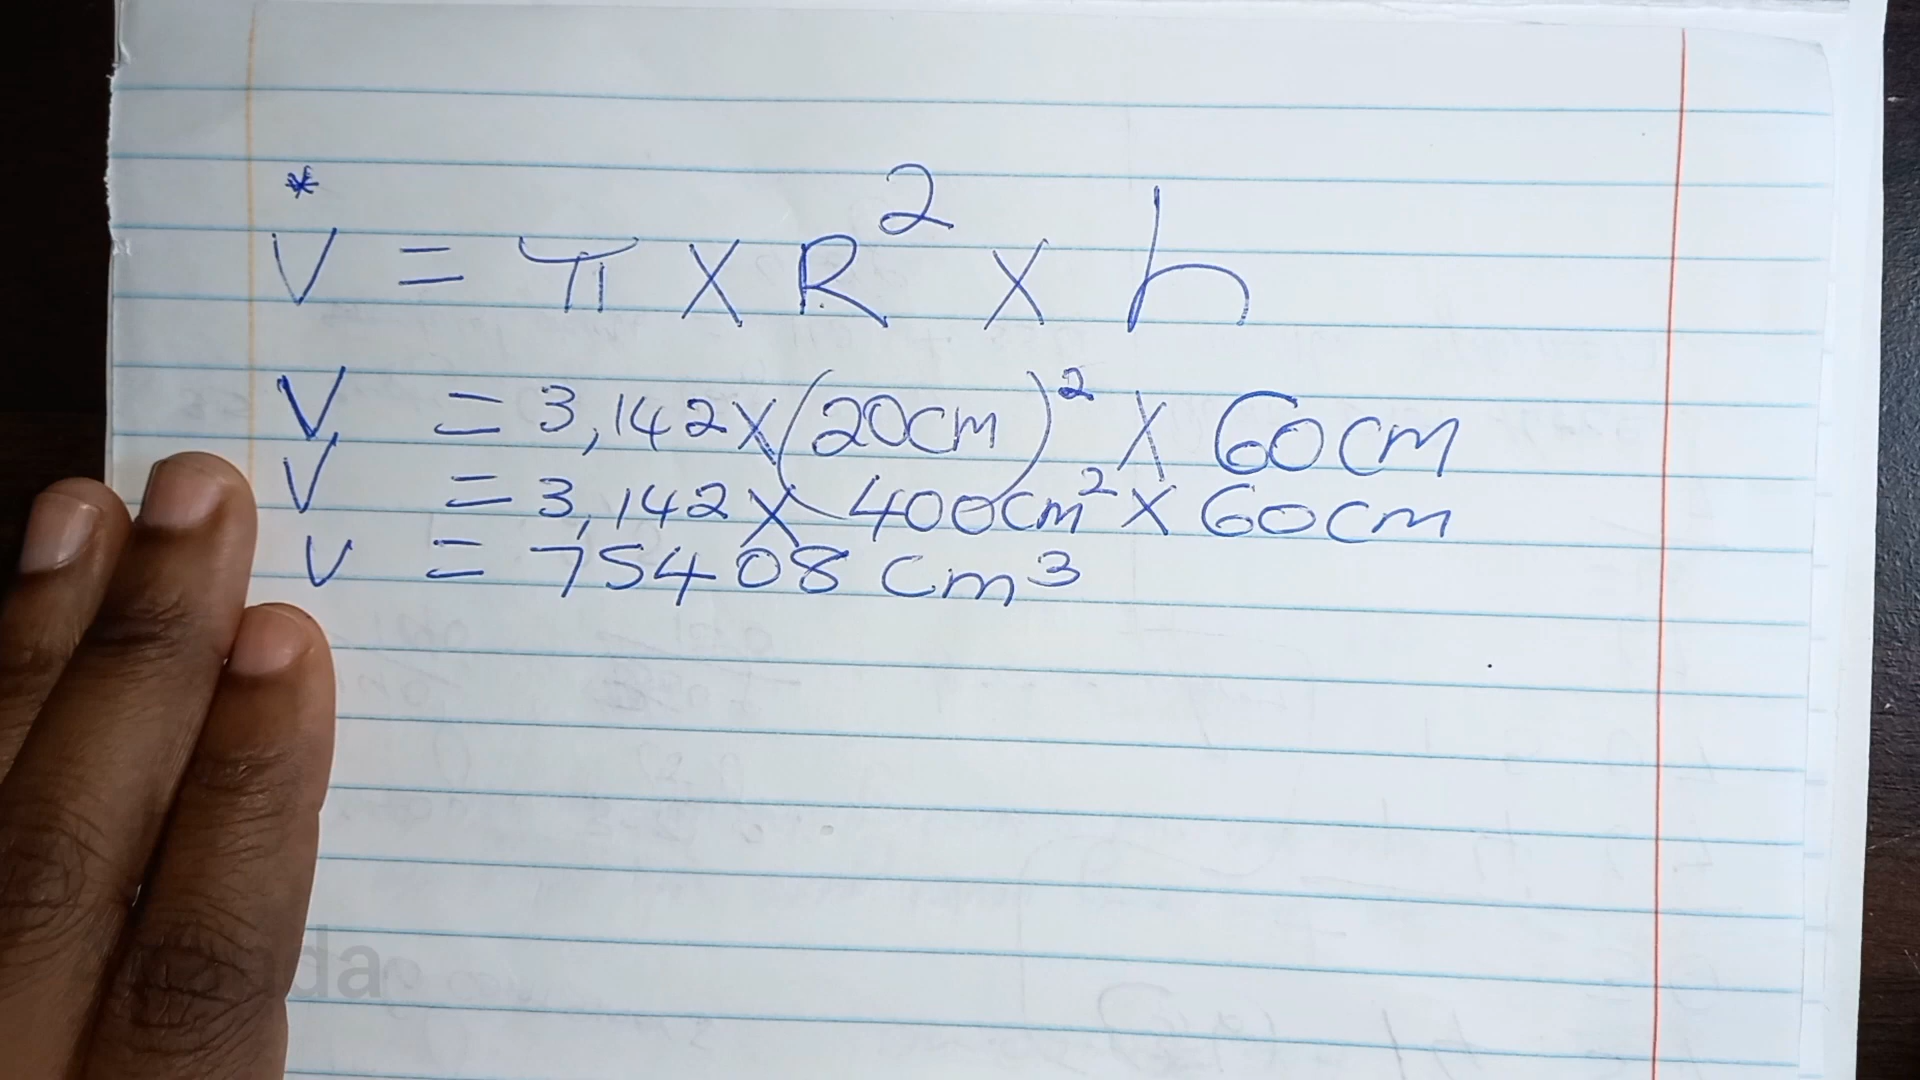 *
V = π X R² X h
V = 3,142 X (20cm)² X 60cm
V = 3,142 X 400cm² X 60cm
V = 75408 cm³